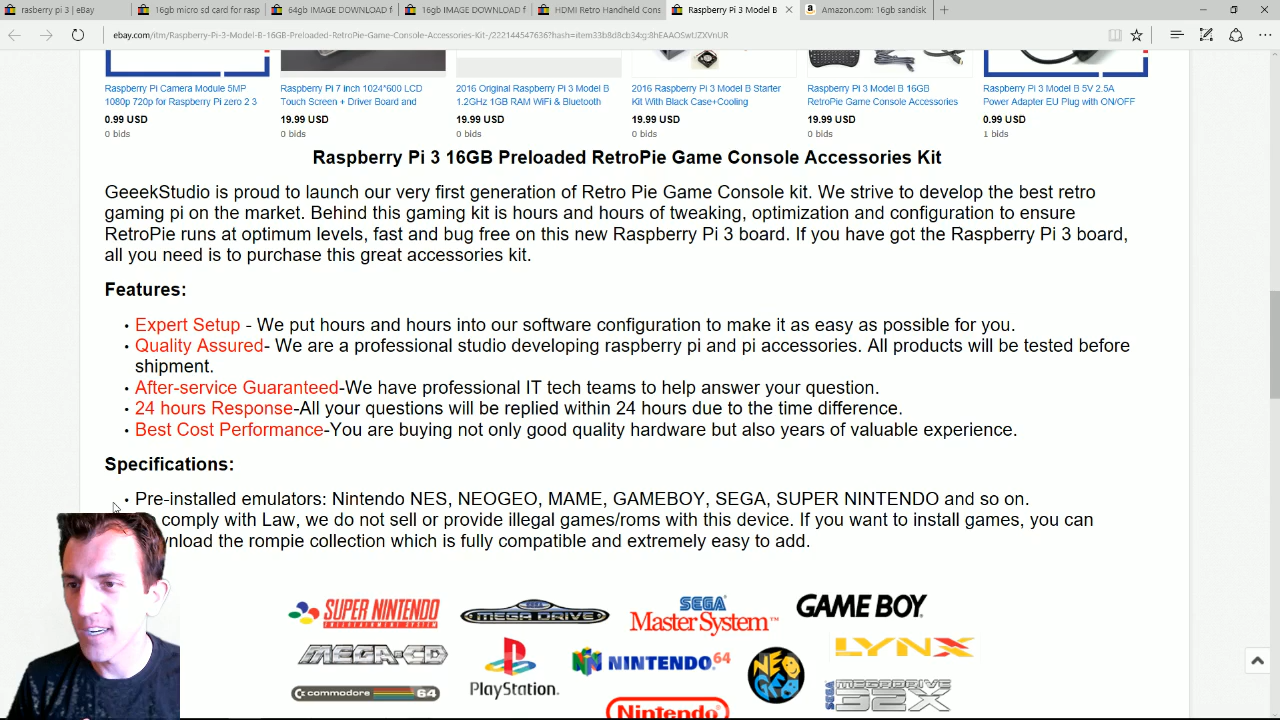 rasberry pi 3 | eBay
16gb micro sd card for rasp
64gb IMAGE DOWNLOAD f
16gb IMAGE DOWNLOAD f
HDMI Retro Handheld Cons
Raspberry Pi 3 Model B
Amazon.com: 16gb sandisk
ebay.com/itm/Raspberry-Pi-3-Model-B-16GB-Preloaded-RetroPie-Game-Console-Accessories-Kit-/222144547636?hash=item33b8d8cb34:g:8hEAAOSwUZXVnUR
Raspberry Pi Camera Module 5MP
1080p 720p for Raspberry Pi zero 2 3
0.99 USD
0 bids
Raspberry Pi 7 inch 1024*600 LCD
Touch Screen + Driver Board and
19.99 USD
0 bids
2016 Original Raspberry Pi 3 Model B
1.2GHz 1GB RAM WiFi & Bluetooth
19.99 USD
0 bids
2016 Raspberry Pi 3 Model B Starter
Kit With Black Case+Cooling
19.99 USD
0 bids
Raspberry Pi 3 Model B 16GB
RetroPie Game Console Accessories
19.99 USD
0 bids
Raspberry Pi 3 Model B 5V 2.5A
Power Adapter EU Plug with ON/OFF
0.99 USD
1 bids
Raspberry Pi 3 16GB Preloaded RetroPie Game Console Accessories Kit
GeeekStudio is proud to launch our very first generation of Retro Pie Game Console kit. We strive to develop the best retro
gaming pi on the market. Behind this gaming kit is hours and hours of tweaking, optimization and configuration to ensure
RetroPie runs at optimum levels, fast and bug free on this new Raspberry Pi 3 board. If you have got the Raspberry Pi 3 board,
all you need is to purchase this great accessories kit.
Features:
• Expert Setup - We put hours and hours into our software configuration to make it as easy as possible for you.
• Quality Assured- We are a professional studio developing raspberry pi and pi accessories. All products will be tested before
shipment.
• After-service Guaranteed-We have professional IT tech teams to help answer your question.
• 24 hours Response-All your questions will be replied within 24 hours due to the time difference.
• Best Cost Performance-You are buying not only good quality hardware but also years of valuable experience.
Specifications:
• Pre-installed emulators: Nintendo NES, NEOGEO, MAME, GAMEBOY, SEGA, SUPER NINTENDO and so on.
comply with Law, we do not sell or provide illegal games/roms with this device. If you want to install games, you can
the rompie collection which is fully compatible and extremely easy to add.
SUPER NINTENDO
ENTERTAINMENT SYSTEM
MEGA DRIVE
SEGA
Master System™
GAME BOY
MEGA-CD
PlayStation.
NINTENDO 64
NEO GEO
LYNX
commodore 64
Nintendo
SEGA MEGADRIVE
32X